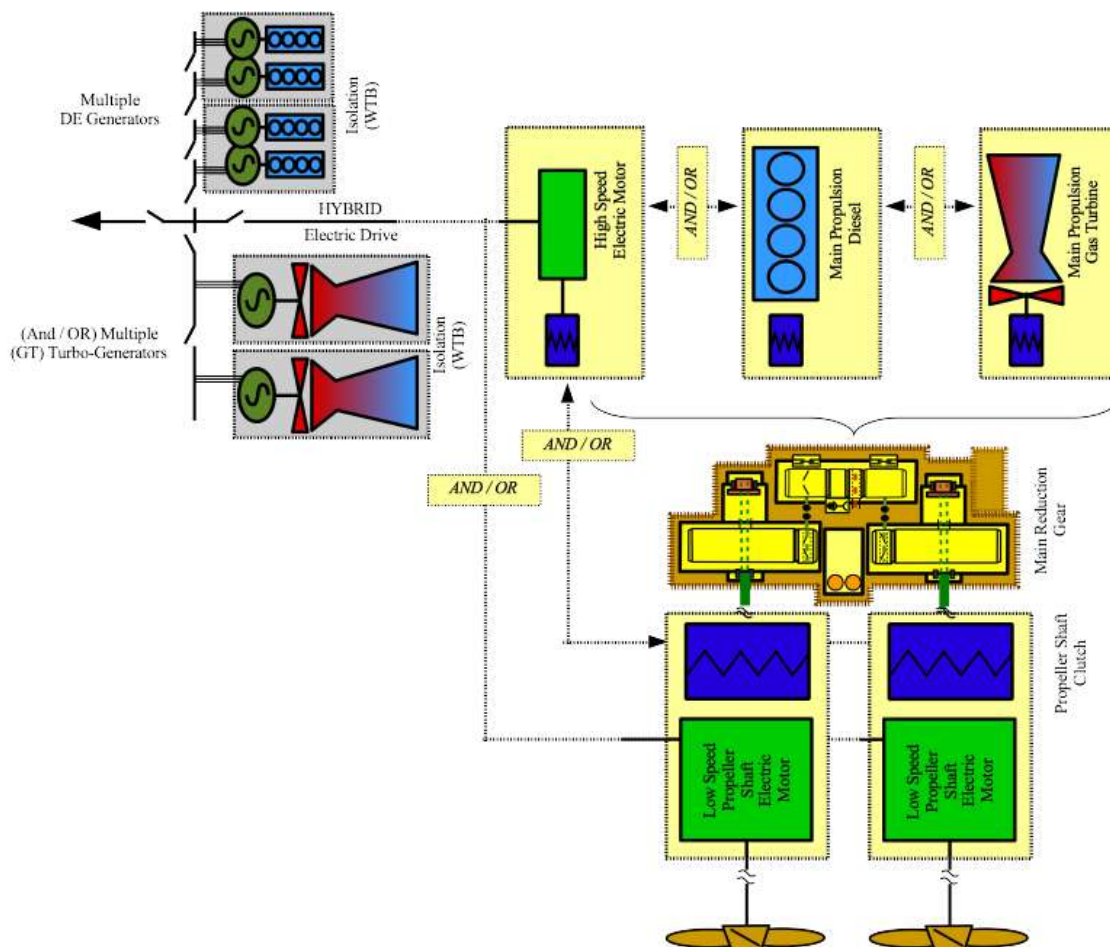 Multiple
DE Generators
Isolation
(WTB)
HYBRID
Electric Drive
(And / OR) Multiple
(GT) Turbo-Generators
Isolation
(WTB)
High Speed
Electric Motor
AND / OR
Main Propulsion
Diesel
AND / OR
Main Propulsion
Gas Turbine
AND / OR
AND / OR
Main Reduction
Gear
Propeller Shaft
Clutch
Low Speed
Propeller
Shaft
Electric
Motor
Low Speed
Propeller
Shaft
Electric
Motor